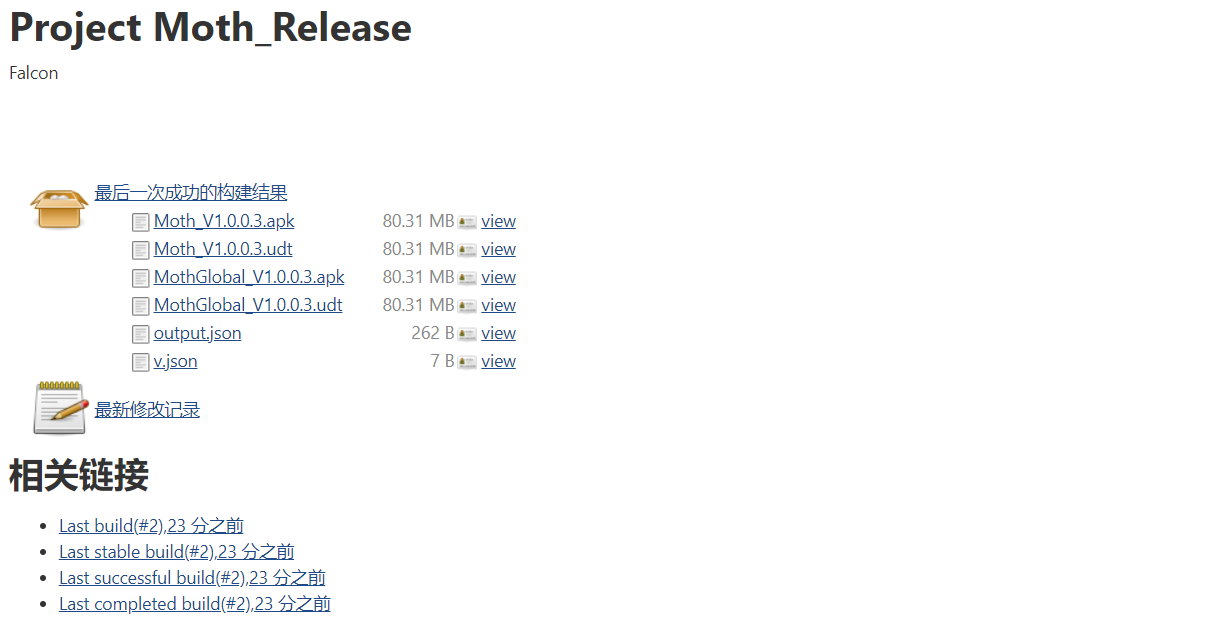 Project Moth_Release
Falcon
最后一次成功的构建结果
Moth_V1.0.0.3.apk 80.31 MB view
Moth_V1.0.0.3.udt 80.31 MB view
MothGlobal_V1.0.0.3.apk 80.31 MB view
MothGlobal_V1.0.0.3.udt 80.31 MB view
output.json 262 B view
v.json 7 B view
最新修改记录
相关链接
Last build(#2),23 分之前
Last stable build(#2),23 分之前
Last successful build(#2),23 分之前
Last completed build(#2),23 分之前